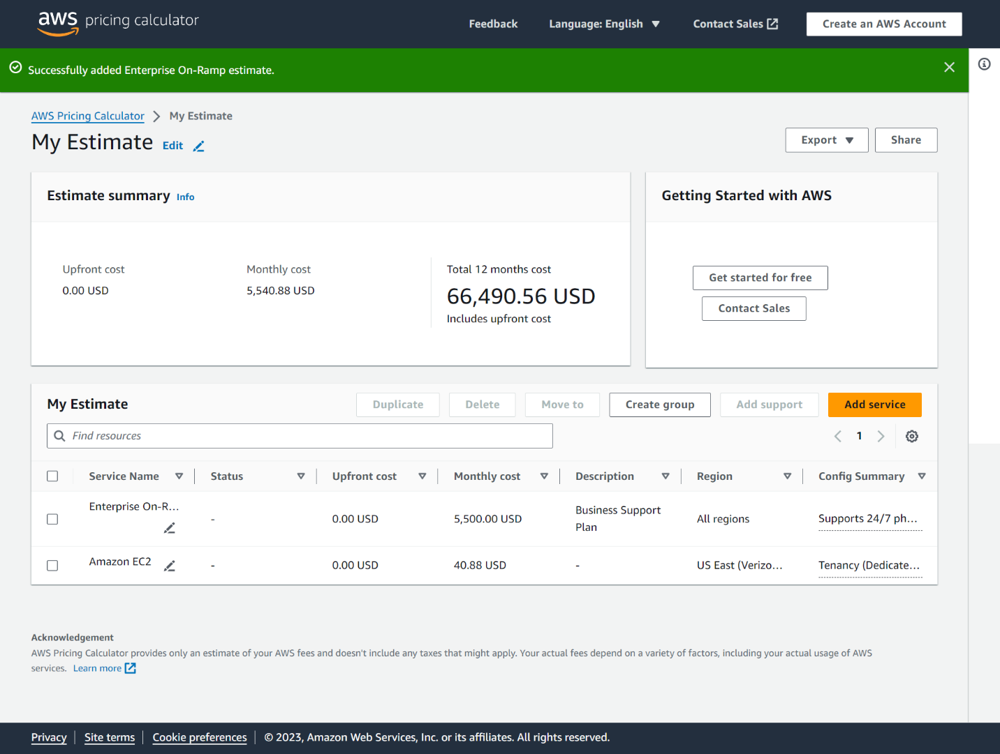 aws pricing calculator
Feedback
Language: English
Contact Sales
Create an AWS Account
Successfully added Enterprise On-Ramp estimate.
AWS Pricing Calculator
My Estimate
My Estimate
Edit
Export
Share
Estimate summary Info
Upfront cost
0.00 USD
Monthly cost
5,540.88 USD
Total 12 months cost
66,490.56 USD
Includes upfront cost
Getting Started with AWS
Get started for free
Contact Sales
My Estimate
Duplicate
Delete
Move to
Create group
Add support
Add service
Find resources
1
Service Name
Status
Upfront cost
Monthly cost
Description
Region
Config Summary
Enterprise On-R...
-
0.00 USD
5,500.00 USD
Business Support
Plan
All regions
Supports 24/7 ph...
Amazon EC2
-
0.00 USD
40.88 USD
-
US East (Verizo...
Tenancy (Dedicate...
Acknowledgement
AWS Pricing Calculator provides only an estimate of your AWS fees and doesn't include any taxes that might apply. Your actual fees depend on a variety of factors, including your actual usage of AWS
services. Learn more
Privacy
Site terms
Cookie preferences
© 2023, Amazon Web Services, Inc. or its affiliates. All rights reserved.